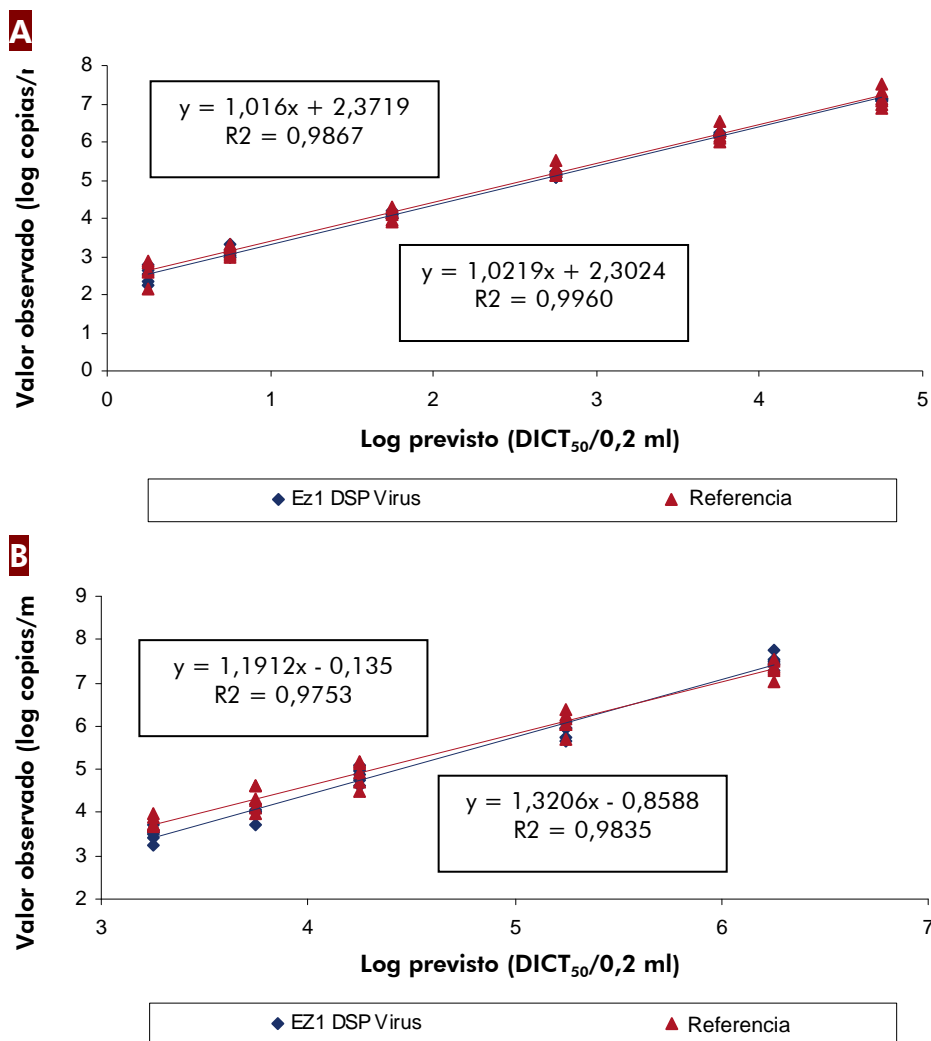 A
Valor observado (log copias/
8
7
6
5
4
3
2
1
0
y = 1,016x + 2,3719
R2 = 0,9867
y = 1,0219x + 2,3024
R2 = 0,9960
0 1 2 3 4 5
Log previsto (DICT₅₀/0,2 ml)
Ez1 DSP Virus Referencia
B
Valor observado (log copias/m
9
8
7
6
5
4
3
2
y = 1,1912x - 0,135
R2 = 0,9753
y = 1,3206x - 0,8588
R2 = 0,9835
3 4 5 6 7
Log previsto (DICT₅₀/0,2 ml)
EZ1 DSP Virus Referencia